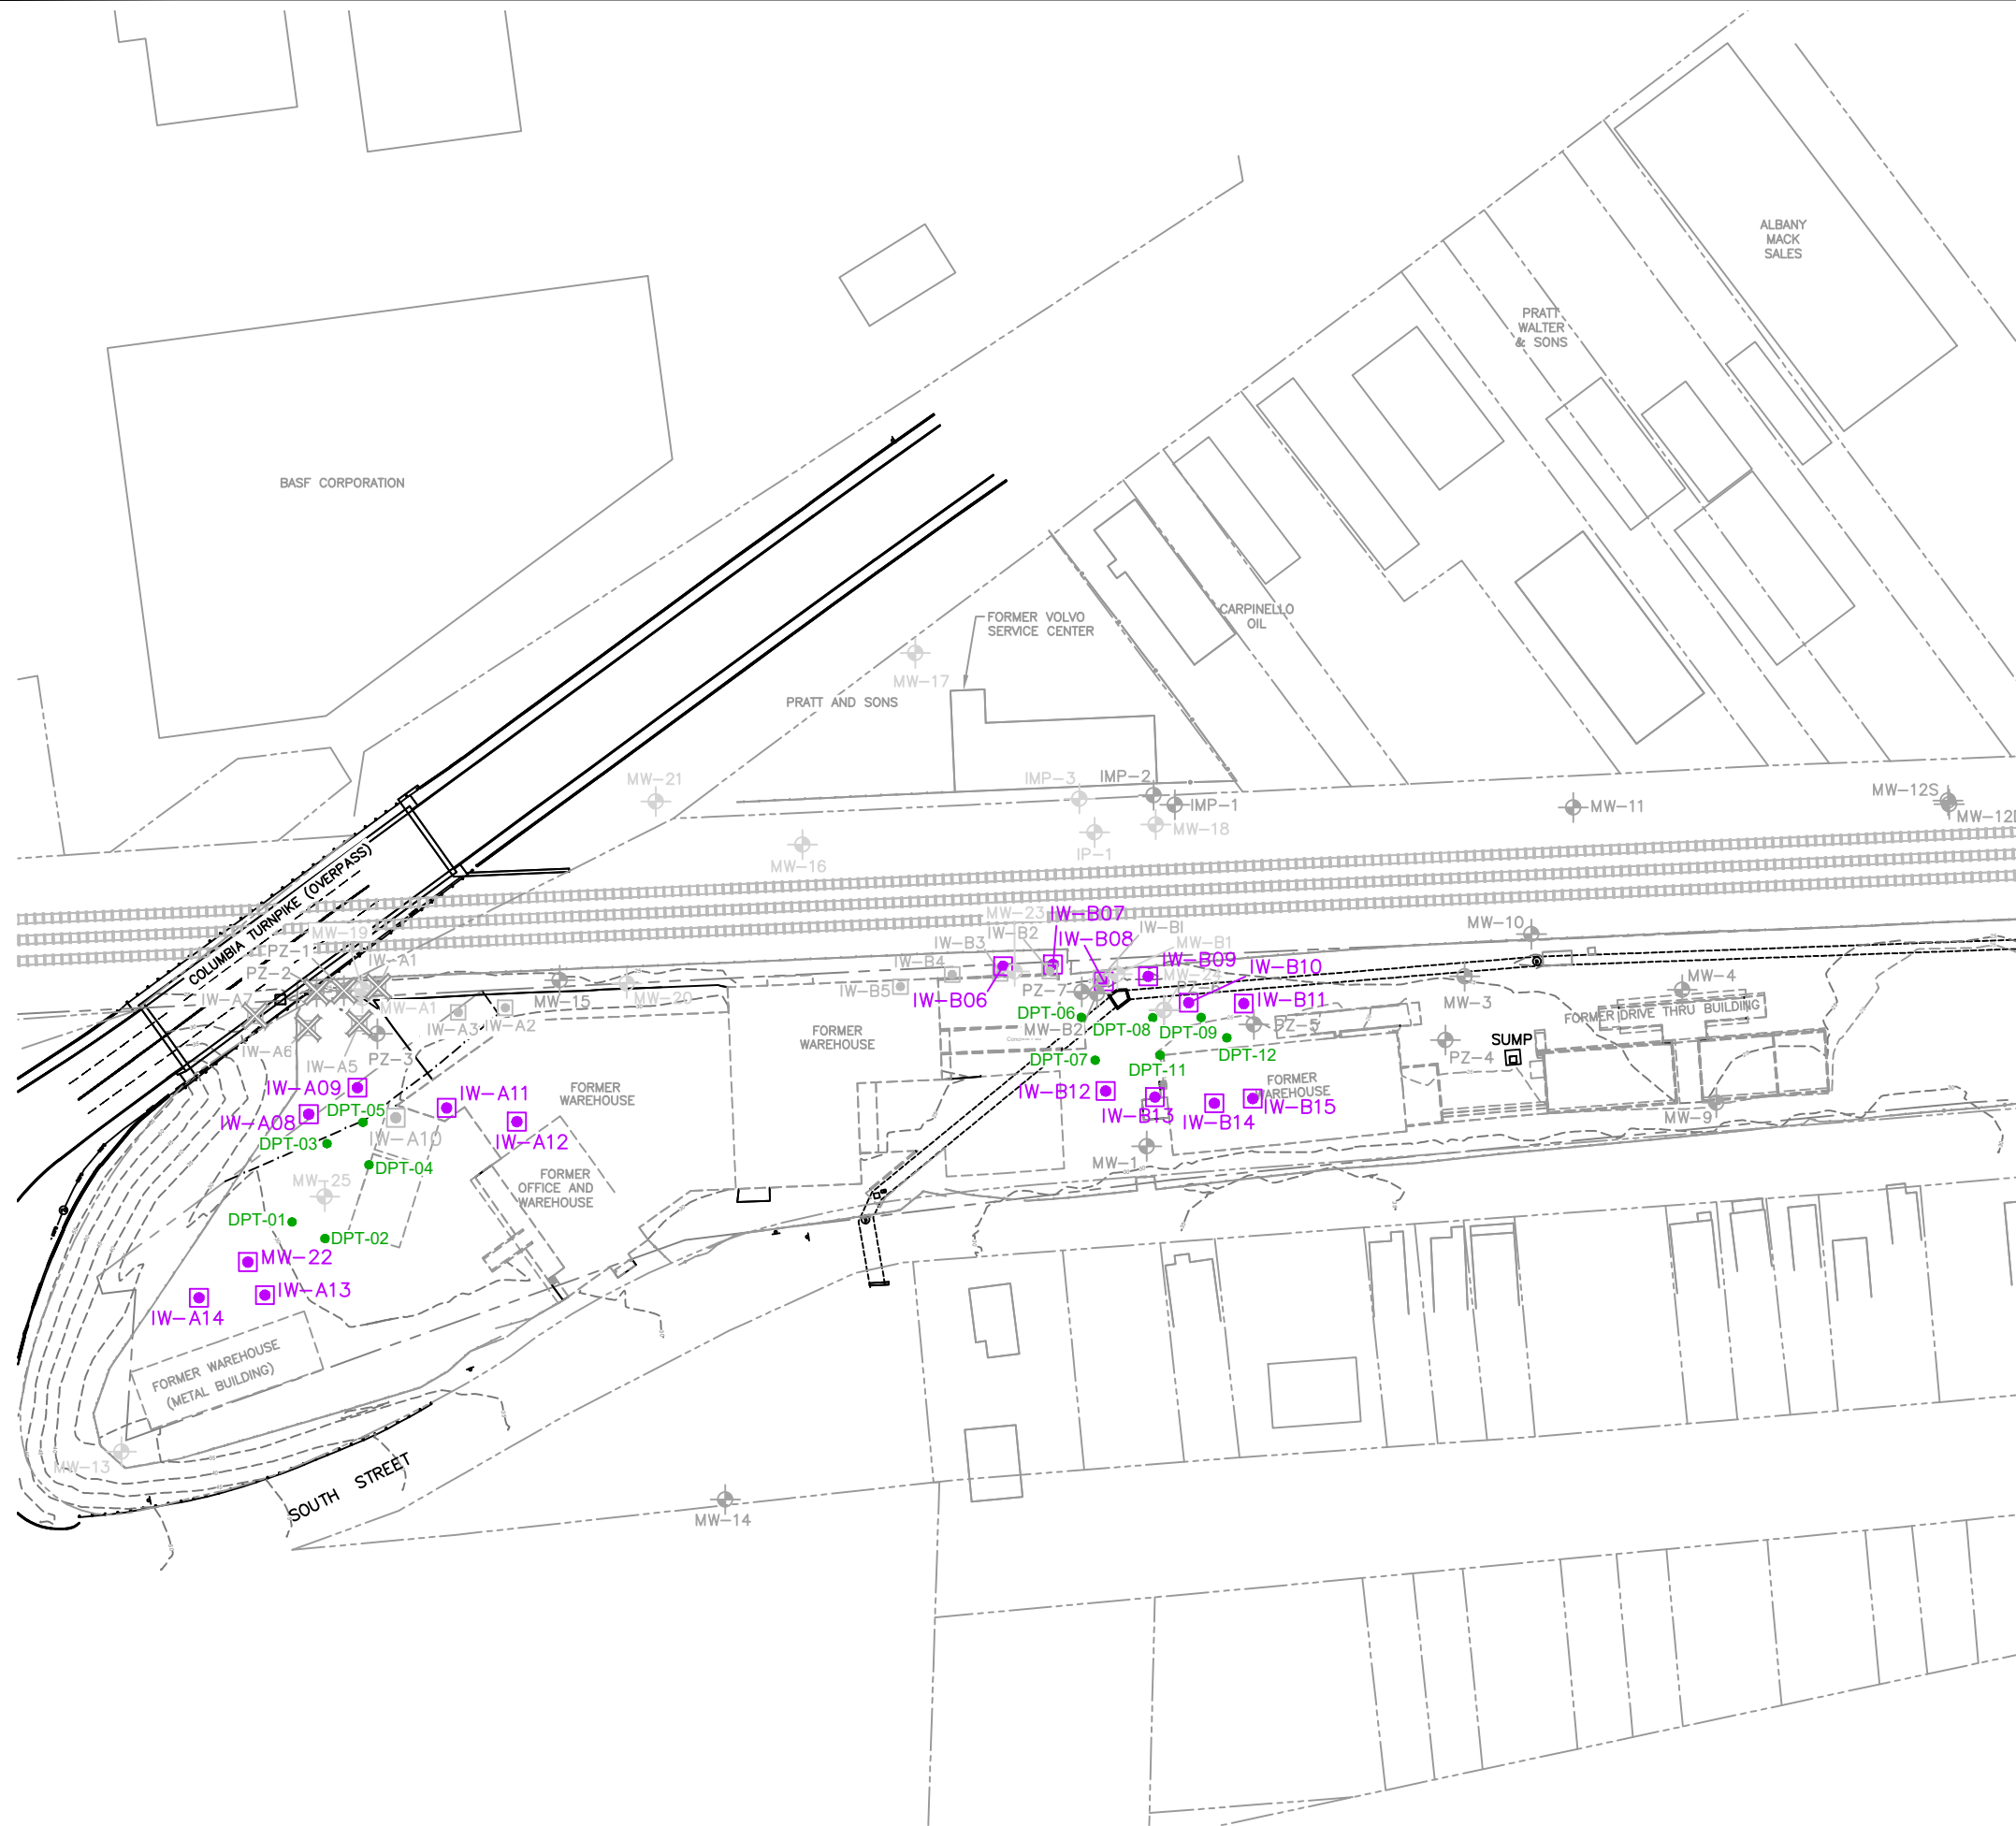 ALBANY
MACK
SALES
PRATT
WALTER
& SONS
BASF CORPORATION
FORMER VOLVO
SERVICE CENTER
CARPINELLO
OIL
MW-17
PRATT AND SONS
MW-21
IMP-3
IMP-2
IMP-1
MW-18
MW-11
MW-12S
MW-16
IP-1
COLUMBIA TURNPIKE (OVERPASS)
MW-19
PZ-1
PZ-2
IW-A1
MW-A1
IW-A7
IW-A6
IW-A5
PZ-3
IW-A3
IW-A2
MW-15
MW-20
MW-23
IW-B07
IW-B2
IW-B08
IW-B1
IW-B3
MW-B1
IW-B4
IW-B5
IW-B06
IW-B09
MW-24
IW-B10
PZ-7
PZ-6
IW-B11
MW-10
MW-3
MW-4
FORMER DRIVE THRU BUILDING
DPT-06
MW-B2
DPT-08
DPT-09
PZ-5
FORMER
WAREHOUSE
DPT-07
DPT-11
DPT-12
SUMP
PZ-4
IW-A09
IW-A11
FORMER
WAREHOUSE
IW-B12
IW-B13
IW-B14
IW-B15
FORMER
WAREHOUSE
MW-9
IW-A08
DPT-05
IW-A10
IW-A12
DPT-03
DPT-04
MW-1
MW-25
FORMER
OFFICE AND
WAREHOUSE
DPT-01
DPT-02
MW-22
IW-A13
IW-A14
FORMER WAREHOUSE
(METAL BUILDING)
MW-13
SOUTH STREET
MW-14